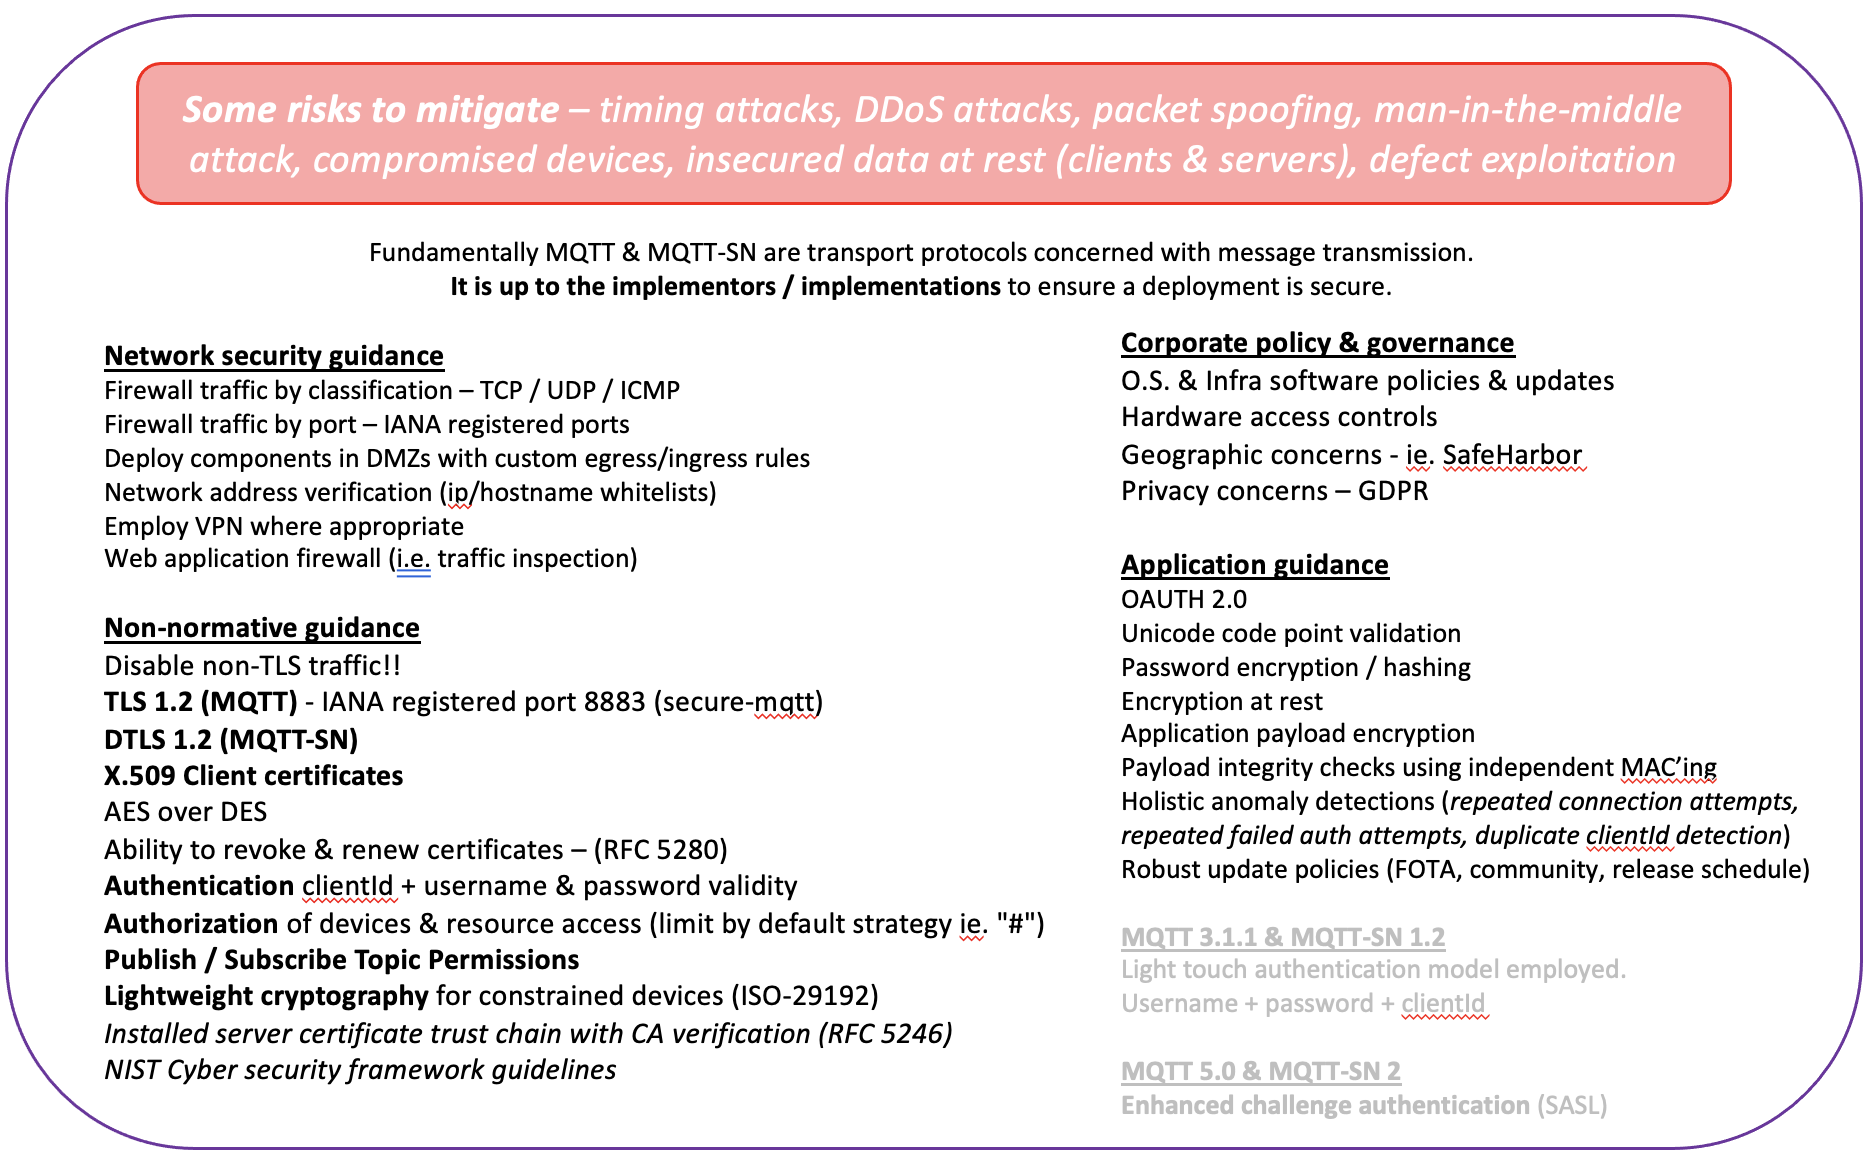 Some risks to mitigate – timing attacks, DDoS attacks, packet spoofing, man-in-the-middle
attack, compromised devices, insecured data at rest (clients & servers), defect exploitation
Fundamentally MQTT & MQTT-SN are transport protocols concerned with message transmission.
It is up to the implementors / implementations to ensure a deployment is secure.
Network security guidance
Firewall traffic by classification – TCP / UDP / ICMP
Firewall traffic by port – IANA registered ports
Deploy components in DMZs with custom egress/ingress rules
Network address verification (ip/hostname whitelists)
Employ VPN where appropriate
Web application firewall (i.e. traffic inspection)
Non-normative guidance
Disable non-TLS traffic!!
TLS 1.2 (MQTT) - IANA registered port 8883 (secure-mqtt)
DTLS 1.2 (MQTT-SN)
X.509 Client certificates
AES over DES
Ability to revoke & renew certificates – (RFC 5280)
Authentication clientId + username & password validity
Authorization of devices & resource access (limit by default strategy ie. "#")
Publish / Subscribe Topic Permissions
Lightweight cryptography for constrained devices (ISO-29192)
Installed server certificate trust chain with CA verification (RFC 5246)
NIST Cyber security framework guidelines
Corporate policy & governance
O.S. & Infra software policies & updates
Hardware access controls
Geographic concerns - ie. SafeHarbor
Privacy concerns – GDPR
Application guidance
OAUTH 2.0
Unicode code point validation
Password encryption / hashing
Encryption at rest
Application payload encryption
Payload integrity checks using independent MAC’ing
Holistic anomaly detections (repeated connection attempts,
repeated failed auth attempts, duplicate clientId detection)
Robust update policies (FOTA, community, release schedule)
MQTT 3.1.1 & MQTT-SN 1.2
Light touch authentication model employed.
Username + password + clientId
MQTT 5.0 & MQTT-SN 2
Enhanced challenge authentication (SASL)